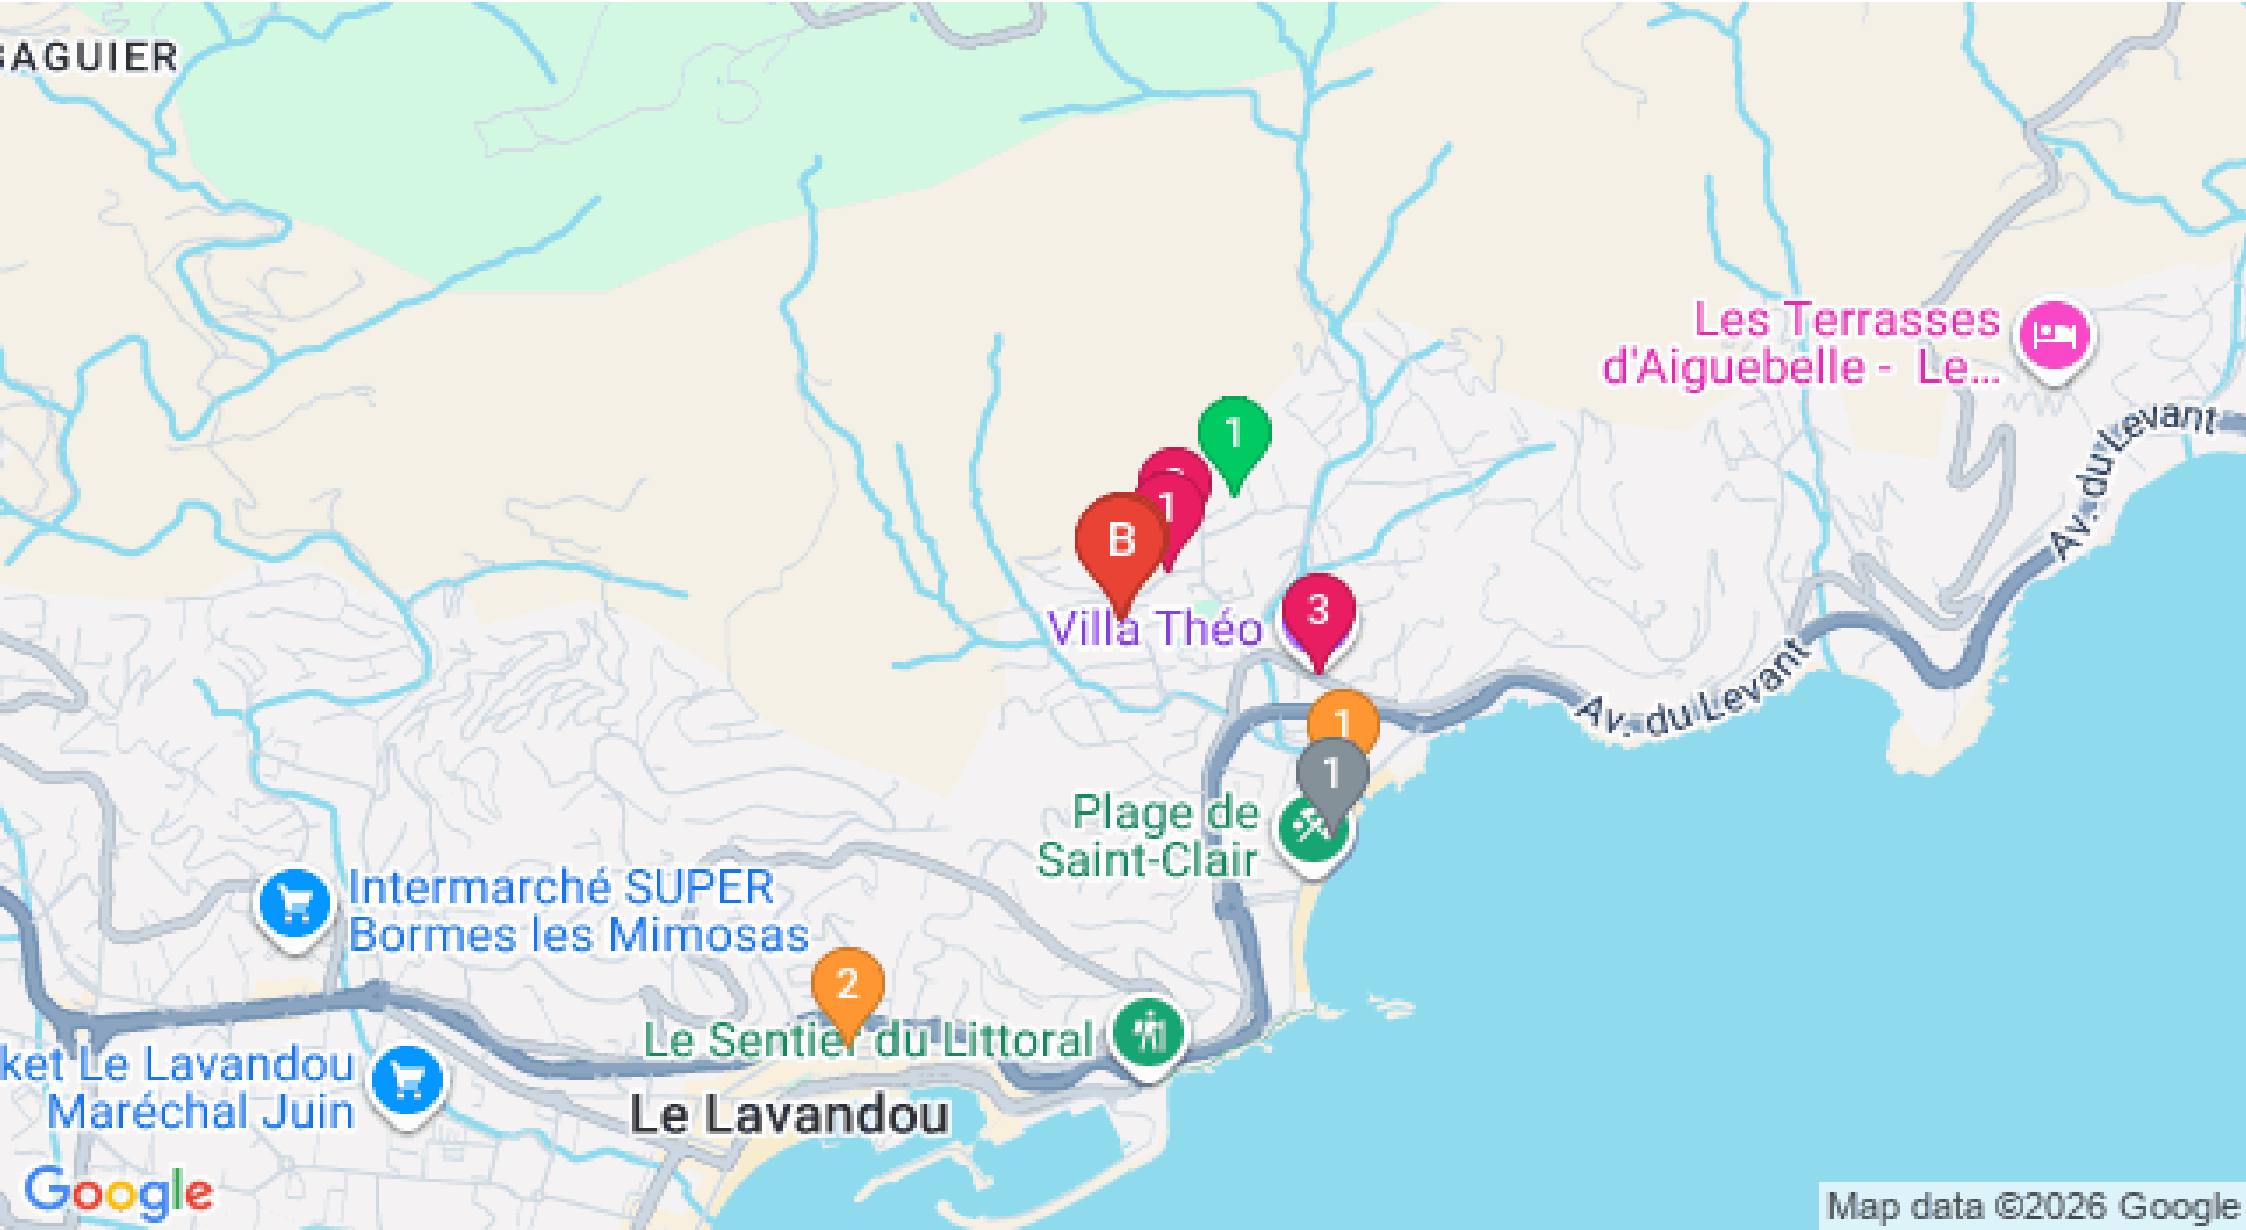 BAGUIER
Les Terrasses
d'Aiguebelle - Le...
Av. du Levant
1
1
B
Villa Théo
3
Av. du Levant
1
1
Plage de
Saint-Clair
Intermarché SUPER
Bormes les Mimosas
2
Le Sentier du Littoral
ket Le Lavandou
Maréchal Juin
Le Lavandou
Google
Map data ©2026 Google